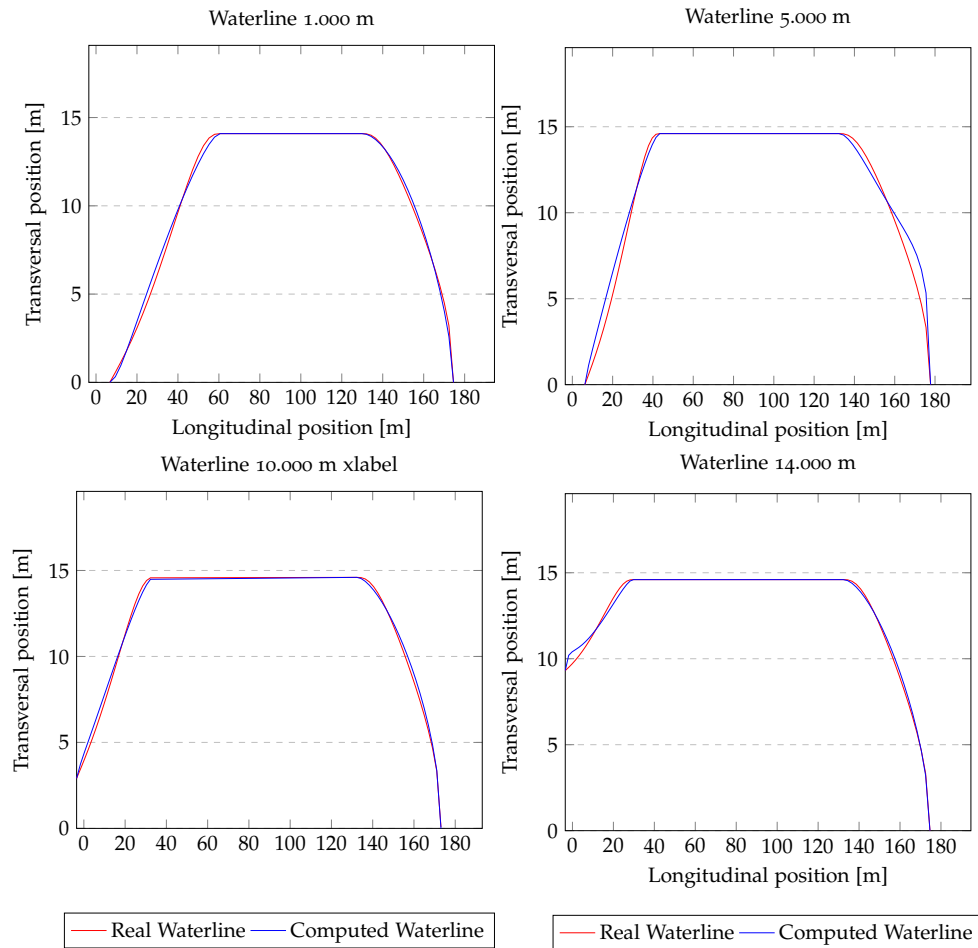 Waterline 1.000 m
Transversal position [m]
15
10
5
0
0 20 40 60 80 100 120 140 160 180
Longitudinal position [m]
Waterline 5.000 m
Transversal position [m]
15
10
5
0
0 20 40 60 80 100 120 140 160 180
Longitudinal position [m]
Waterline 10.000 m xlabel
Transversal position [m]
15
10
5
0
0 20 40 60 80 100 120 140 160 180
Real Waterline Computed Waterline
Waterline 14.000 m
Transversal position [m]
15
10
5
0
0 20 40 60 80 100 120 140 160 180
Longitudinal position [m]
Real Waterline Computed Waterline